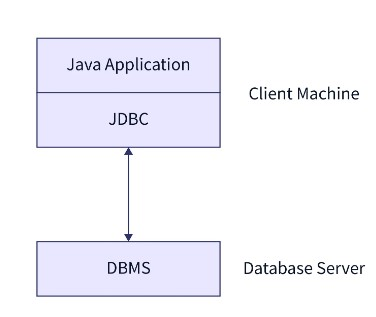 Java Application
JDBC
Client Machine
DBMS
Database Server